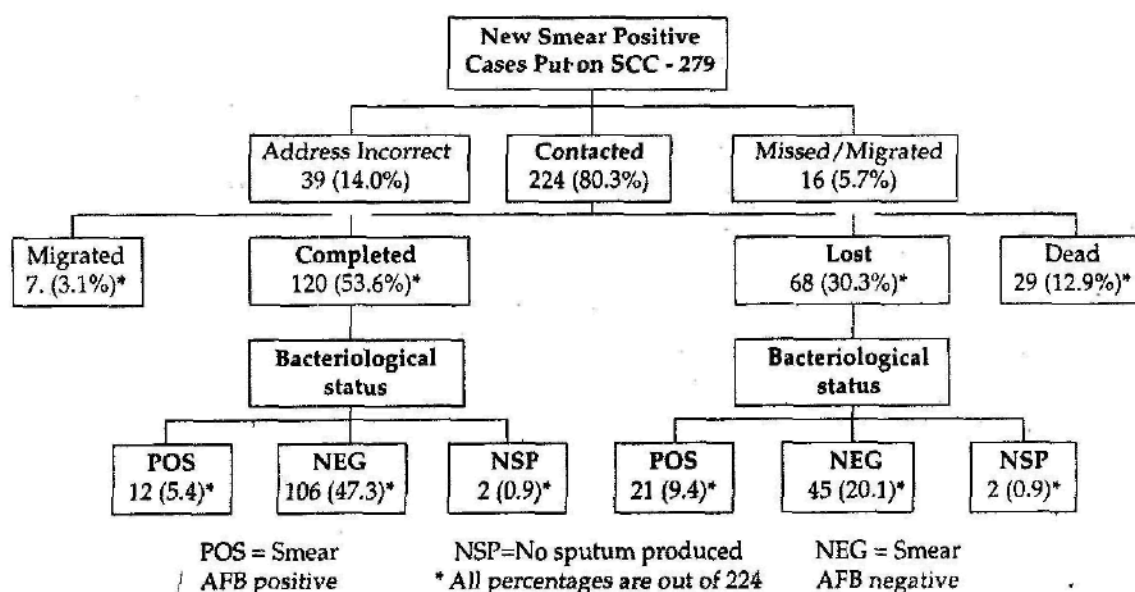 New Smear Positive
Cases Put on SCC - 279
Address Incorrect
39 (14.0%)
Contacted
224 (80.3%)
Missed/Migrated
16 (5.7%)
Migrated
7. (3.1%)*
Completed
120 (53.6%)*
Lost
68 (30.3%)*
Dead
29 (12.9%)*
Bacteriological
status
Bacteriological
status
POS
12 (5.4)*
NEG
106 (47.3)*
NSP
2 (0.9)*
POS
21 (9.4)*
NEG
45 (20.1)*
NSP
2 (0.9)*
POS = Smear
AFB positive
NSP=No sputum produced
* All percentages are out of 224
NEG = Smear
AFB negative